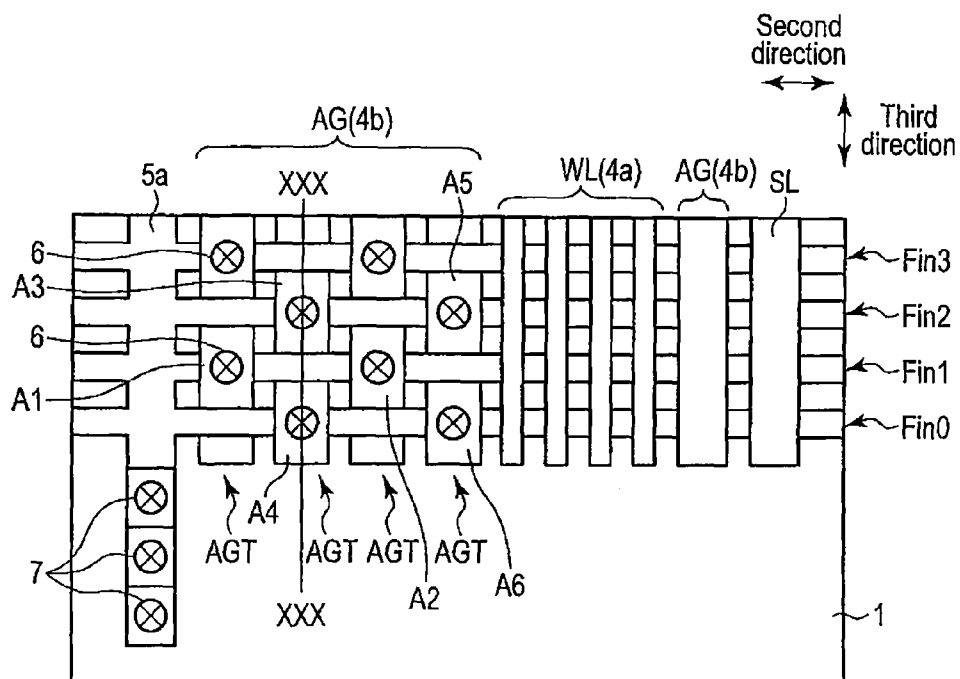 Second
direction
Third
direction
AG(4b)
5a
XXX
A5
WL(4a)
AG(4b)
SL
6
Fin3
A3
Fin2
6
Fin1
A1
Fin0
A4
AGT
AGT
AGT
AGT
7
A2
A6
XXX
1